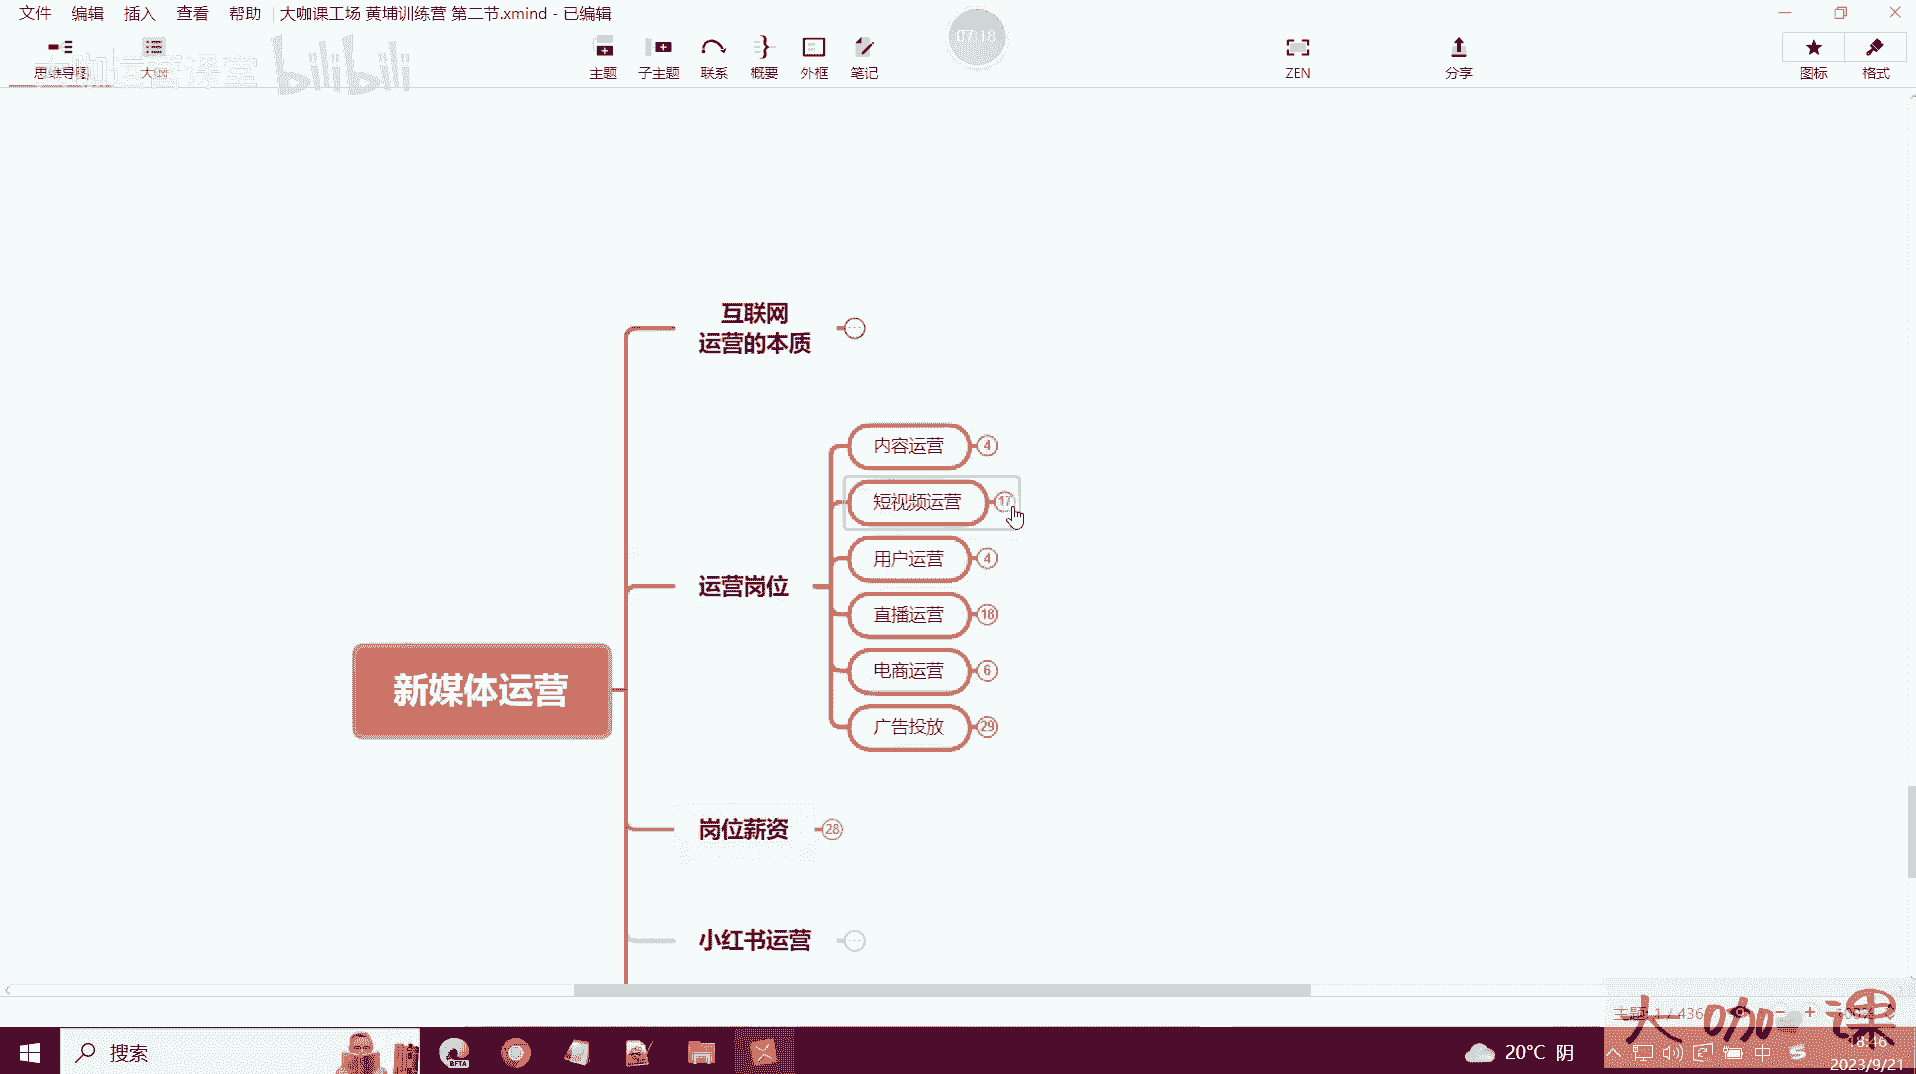 文件 编辑 插入 查看 帮助 大咖课工场 黄埔训练营 第二节.xmind - 已编辑
07:18
思维导图 大纲 主题 子主题 联系 概要 外框 笔记 ZEN 分享 图标 格式
bilibili
互联网
运营的本质
内容运营 4
短视频运营 17
用户运营 4
运营岗位
直播运营 18
电商运营 6
新媒体运营
广告投放 29
岗位薪资 28
小红书运营
主题: 1 / 436
大咖课
搜索
BETA
20°C 阴
中
18:46
2023/9/21